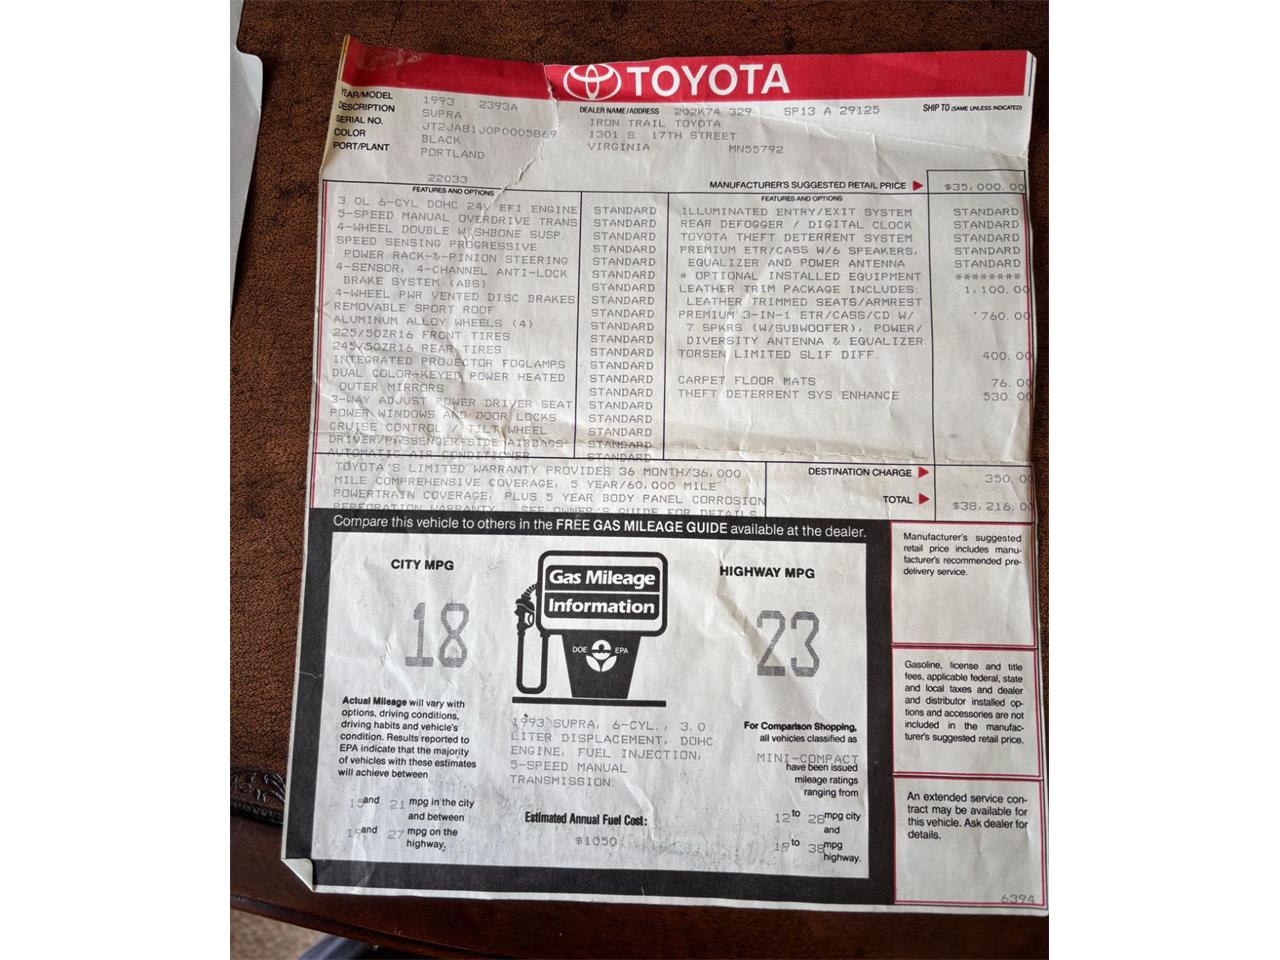 TOYOTA
YEAR/MODEL 1993 : 2393A
DESCRIPTION SUPRA
SERIAL NO. JT2JA81J0P0005869
COLOR BLACK
PORT/PLANT PORTLAND
22033
DEALER NAME/ADDRESS 202K74 329 SP13 A 29125
IRON TRAIL TOYOTA
1301 S. 17TH STREET
VIRGINIA MN55792
SHIP TO (SAME UNLESS INDICATED)
MANUFACTURER'S SUGGESTED RETAIL PRICE $35,000.00
FEATURES AND OPTIONS
3.0L 6-CYL DOHC 24V EFI ENGINE STANDARD
5-SPEED MANUAL OVERDRIVE TRANS STANDARD
4-WHEEL DOUBLE WISHBONE SUSP. STANDARD
SPEED SENSING PROGRESSIVE STANDARD
POWER RACK-&-PINION STEERING STANDARD
4-SENSOR, 4-CHANNEL ANTI-LOCK STANDARD
BRAKE SYSTEM (ABS) STANDARD
4-WHEEL PWR VENTED DISC BRAKES STANDARD
REMOVABLE SPORT ROOF STANDARD
ALUMINUM ALLOY WHEELS (4) STANDARD
225/50ZR16 FRONT TIRES STANDARD
245/50ZR16 REAR TIRES STANDARD
INTEGRATED PROJECTOR FOGLAMPS STANDARD
DUAL COLOR-KEYED POWER HEATED STANDARD
OUTER MIRRORS STANDARD
3-WAY ADJUST POWER DRIVER SEAT STANDARD
POWER WINDOWS AND DOOR LOCKS STANDARD
CRUISE CONTROL / TILT WHEEL STANDARD
DRIVER/PASSENGER-SIDE AIRBAGS STANDARD
AUTOMATIC AIR CONDITIONER STANDARD
FEATURES AND OPTIONS
ILLUMINATED ENTRY/EXIT SYSTEM STANDARD
REAR DEFOGGER / DIGITAL CLOCK STANDARD
TOYOTA THEFT DETERRENT SYSTEM STANDARD
PREMIUM ETR/CASS W/6 SPEAKERS, STANDARD
EQUALIZER AND POWER ANTENNA STANDARD
* OPTIONAL INSTALLED EQUIPMENT ********
LEATHER TRIM PACKAGE INCLUDES: 1,100.00
LEATHER TRIMMED SEATS/ARMREST
PREMIUM 3-IN-1 ETR/CASS/CD W/ 760.00
7 SPKRS (W/SUBWOOFER), POWER/
DIVERSITY ANTENNA & EQUALIZER
TORSEN LIMITED SLIP DIFF. 400.00
CARPET FLOOR MATS 76.00
THEFT DETERRENT SYS ENHANCE 530.00
TOYOTA'S LIMITED WARRANTY PROVIDES 36 MONTH/36,000
MILE COMPREHENSIVE COVERAGE, 5 YEAR/60,000 MILE
POWERTRAIN COVERAGE, PLUS 5 YEAR BODY PANEL CORROSION
PERFORATION WARRANTY. SEE OWNER'S GUIDE FOR DETAILS
DESTINATION CHARGE 350.00
TOTAL $38,216.00
Compare this vehicle to others in the FREE GAS MILEAGE GUIDE available at the dealer.
CITY MPG
18
Gas Mileage
Information
DOE EPA
HIGHWAY MPG
23
Actual Mileage will vary with
options, driving conditions,
driving habits and vehicle's
condition. Results reported to
EPA indicate that the majority
of vehicles with these estimates
will achieve between
15 and 21 mpg in the city
and between
19 and 27 mpg on the
highway.
1993 SUPRA, 6-CYL., 3.0
LITER DISPLACEMENT, DOHC
ENGINE, FUEL INJECTION,
5-SPEED MANUAL
TRANSMISSION.
Estimated Annual Fuel Cost:
$1050
For Comparison Shopping,
all vehicles classified as
MINI-COMPACT
have been issued
mileage ratings
ranging from
12 to 28 mpg city
and
19 to 38 mpg
highway.
Manufacturer's suggested
retail price includes manu-
facturer's recommended pre-
delivery service.
Gasoline, license and title
fees, applicable federal, state
and local taxes and dealer
and distributor installed op-
tions and accessories are not
included in the manufac-
turer's suggested retail price.
An extended service con-
tract may be available for
this vehicle. Ask dealer for
details.
6394